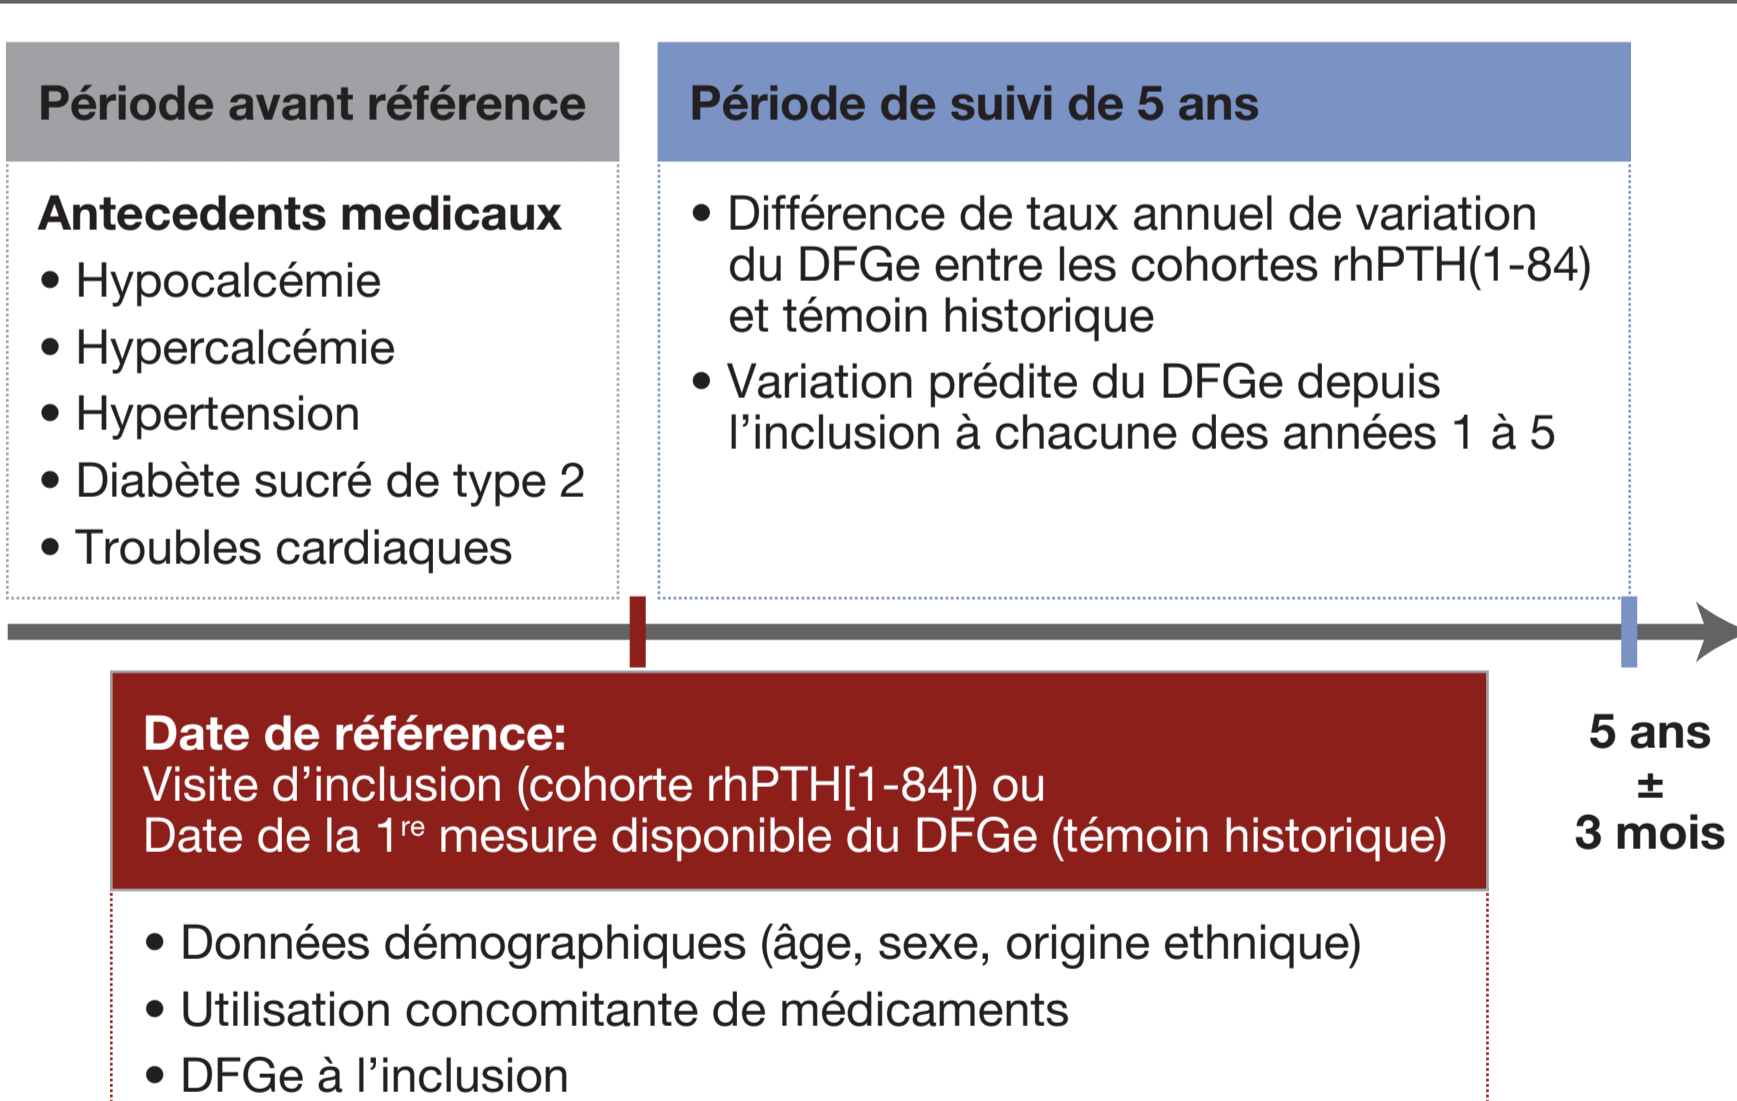 Période avant référence
Antecedents medicaux
• Hypocalcémie
• Hypercalcémie
• Hypertension
• Diabète sucré de type 2
• Troubles cardiaques
Période de suivi de 5 ans
• Différence de taux annuel de variation
du DFGe entre les cohortes rhPTH(1-84)
et témoin historique
• Variation prédite du DFGe depuis
l’inclusion à chacune des années 1 à 5
Date de référence:
Visite d’inclusion (cohorte rhPTH[1-84]) ou
Date de la 1re mesure disponible du DFGe (témoin historique)
• Données démographiques (âge, sexe, origine ethnique)
• Utilisation concomitante de médicaments
• DFGe à l’inclusion
5 ans
±
3 mois